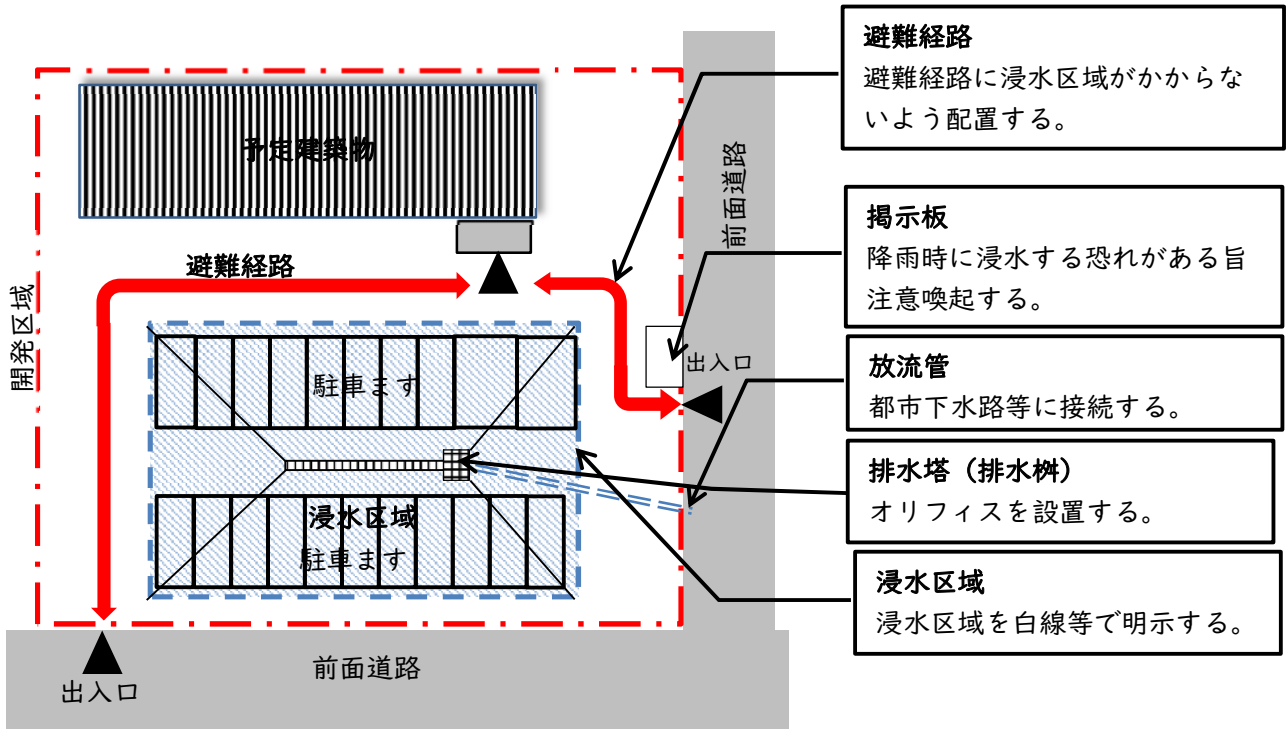 避難経路
避難経路に浸水区域がかからな
いよう配置する。
予定建築物
前面道路
掲示板
降雨時に浸水する恐れがある旨
注意喚起する。
避難経路
開発区域
出入口
駐車ます
放流管
都市下水路等に接続する。
排水塔（排水桝）
オリフィスを設置する。
浸水区域
駐車ます
浸水区域
浸水区域を白線等で明示する。
前面道路
出入口